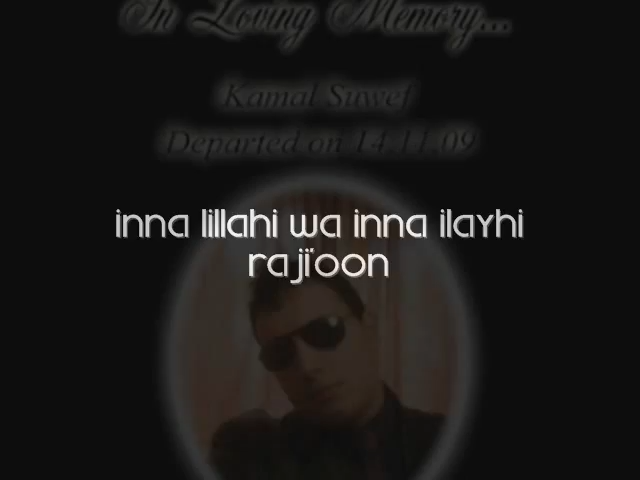 In Loving Memory...
Kamal Suwef
Departed on 14.11.09
inna lillahi wa inna ilayhi
raji'oon